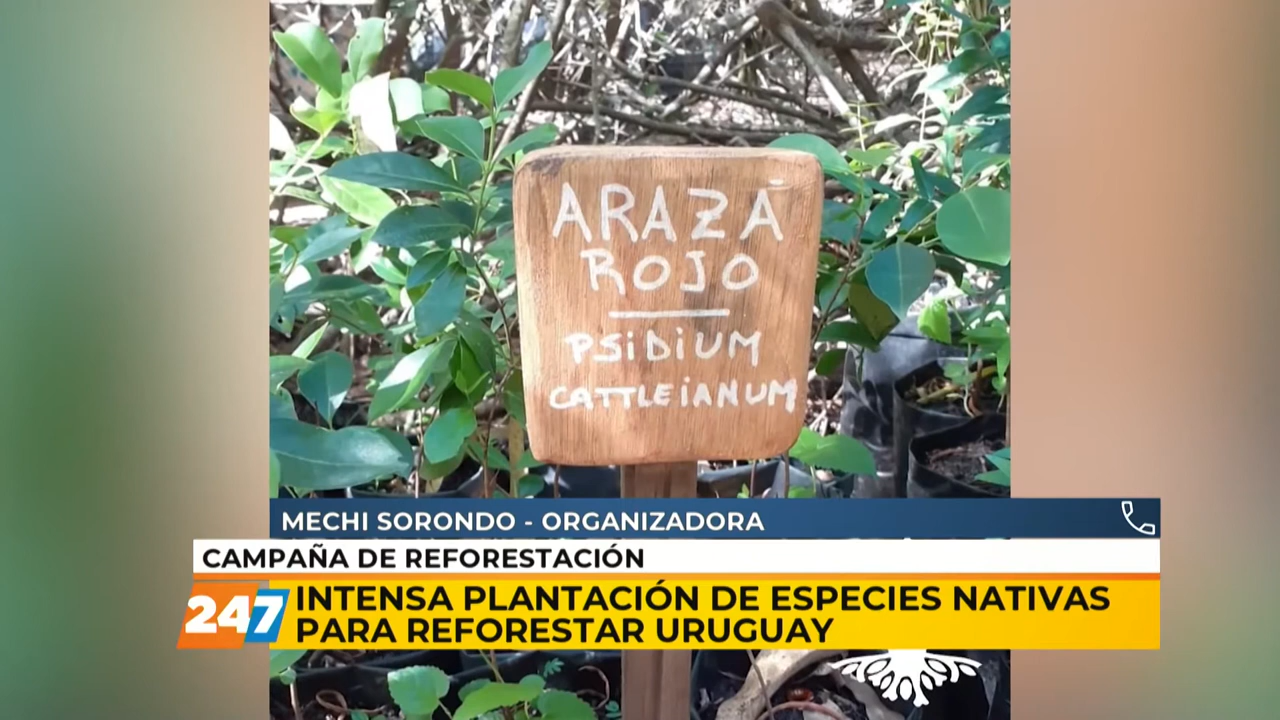 ARAZÁ
ROJO
PSIDIUM
CATTLEIANUM
MECHI SORONDO - ORGANIZADORA
CAMPAÑA DE REFORESTACIÓN
247
INTENSA PLANTACIÓN DE ESPECIES NATIVAS
PARA REFORESTAR URUGUAY